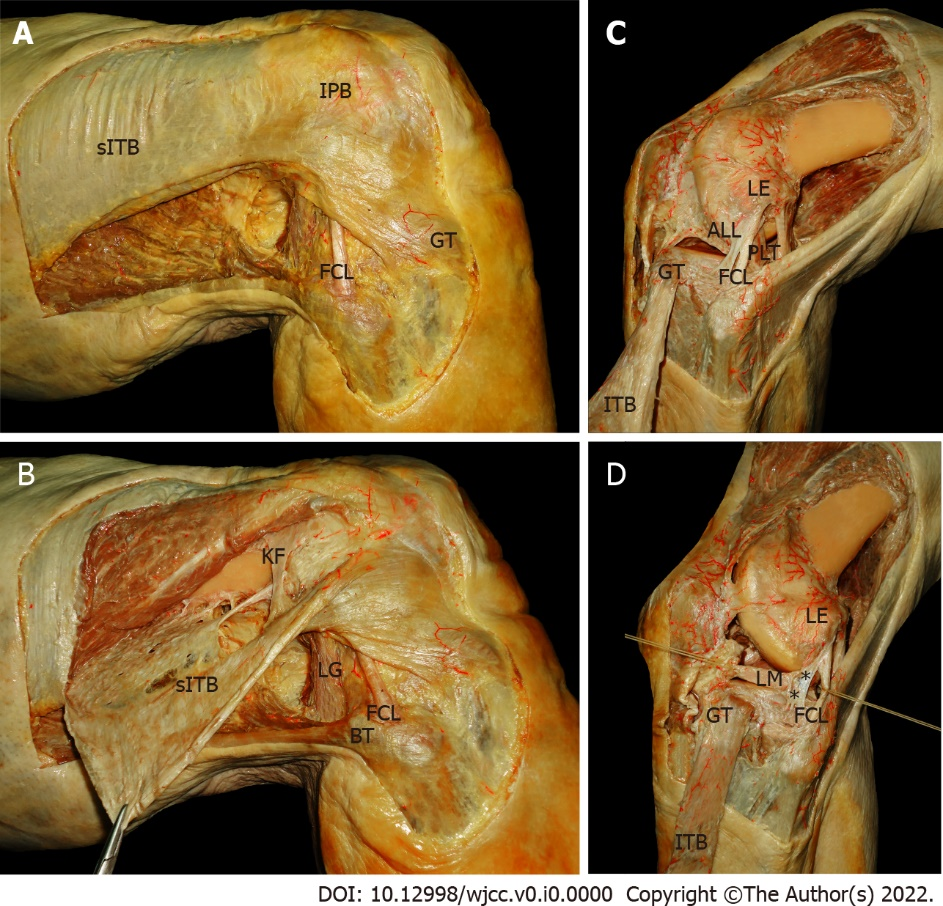 A
IPB
sITB
GT
FCL
B
KF
sITB
LG
FCL
BT
C
LE
ALL
PLT
GT
FCL
ITB
D
LE
LM
*
*
GT
FCL
ITB
DOI: 10.12998/wjcc.v0.i0.0000 Copyright ©The Author(s) 2022.